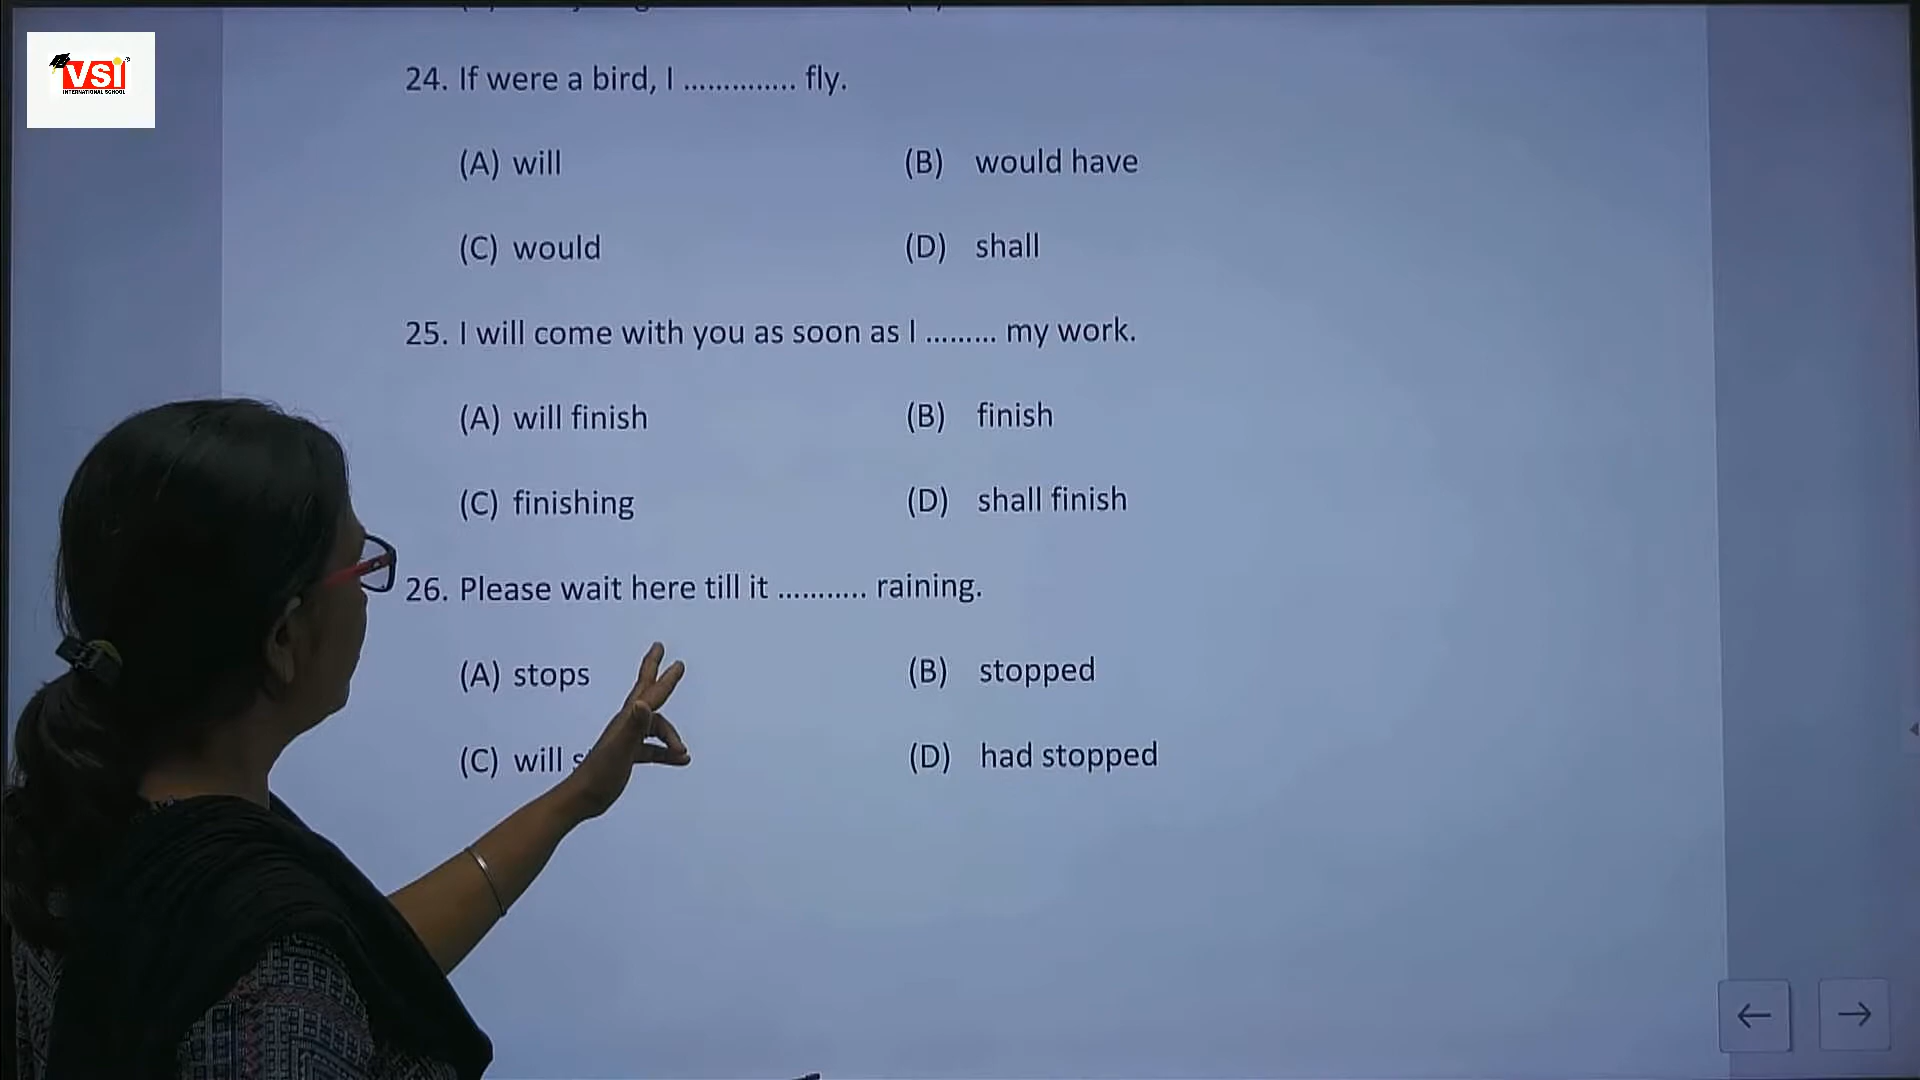 VSI
INTERNATIONAL SCHOOL
24. If were a bird, I .............. fly.
(A) will (B) would have
(C) would (D) shall
25. I will come with you as soon as I ......... my work.
(A) will finish (B) finish
(C) finishing (D) shall finish
26. Please wait here till it ........... raining.
(A) stops (B) stopped
(C) will (D) had stopped